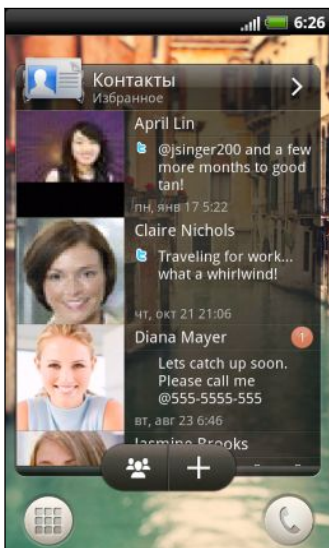 6:26
Контакты
Избранное
April Lin
@jsinger200 and a few
more months to good
tan!
пн, янв 17 5:22
Claire Nichols
Traveling for work...
what a whirlwind!
чт, окт 21 21:06
Diana Mayer
1
Lets catch up soon.
Please call me
@555-5555-555
вт, авг 23 6:46
Jasmine Brooks